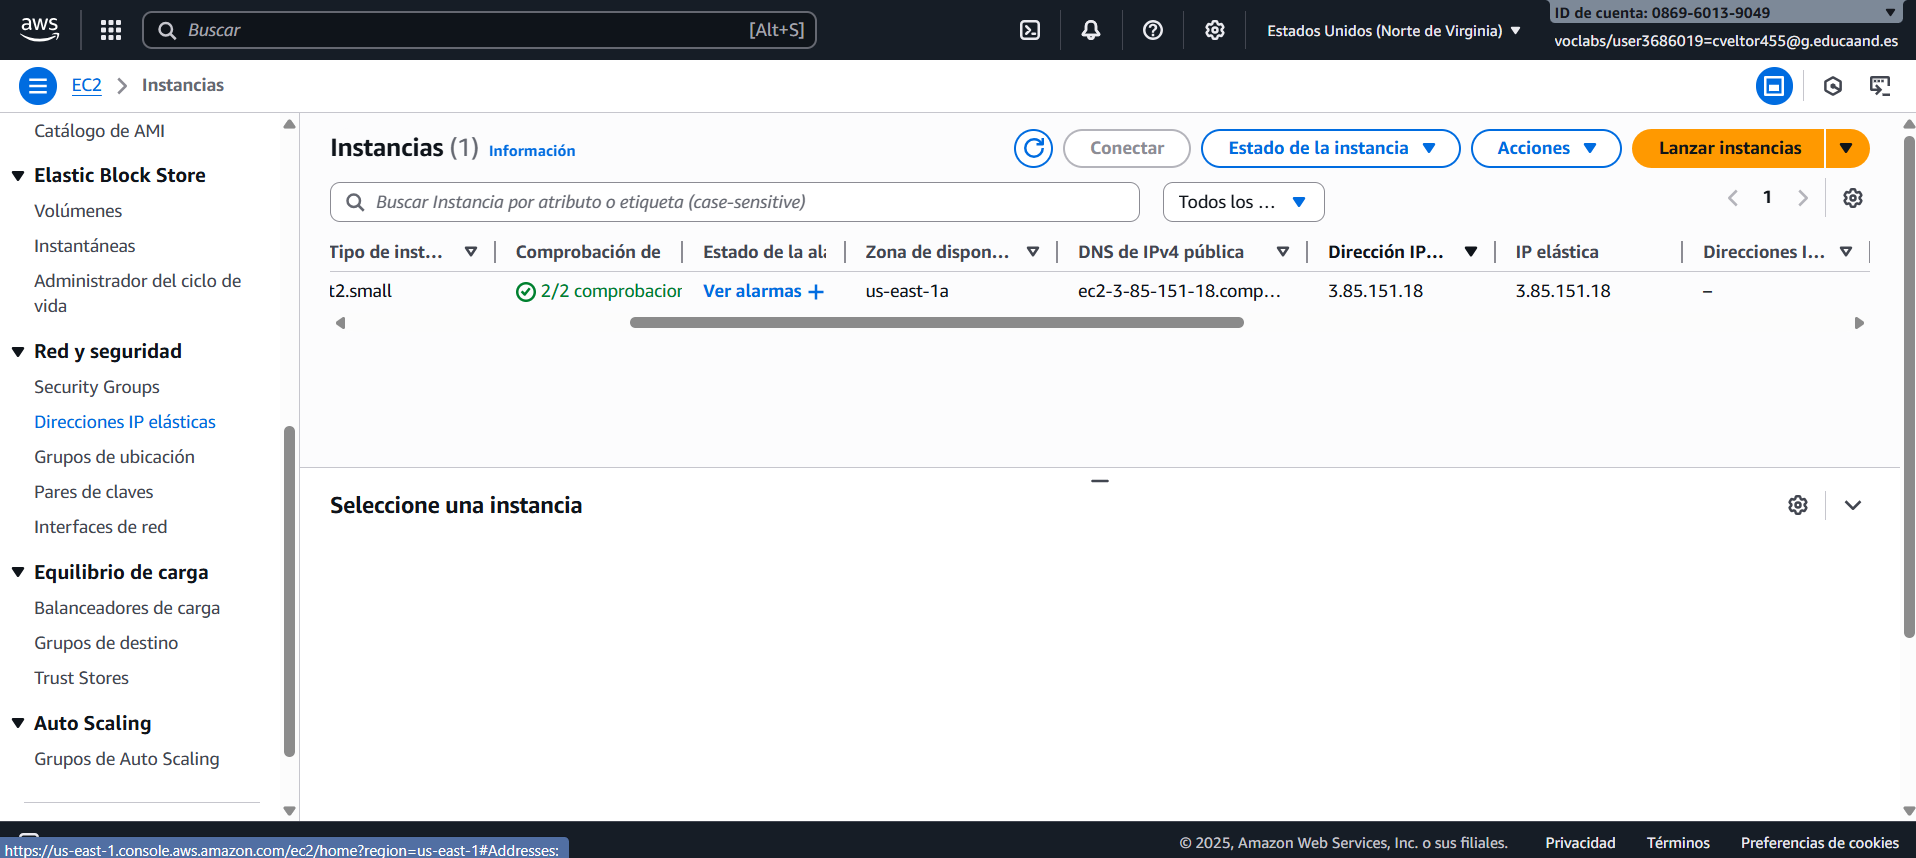 aws
Buscar [Alt+S]
Estados Unidos (Norte de Virginia)
ID de cuenta: 0869-6013-9049
voclabs/user3686019=cveltor455@g.educaand.es
EC2 Instancias
Catálogo de AMI
Elastic Block Store
Volúmenes
Instantáneas
Administrador del ciclo de
vida
Red y seguridad
Security Groups
Direcciones IP elásticas
Grupos de ubicación
Pares de claves
Interfaces de red
Equilibrio de carga
Balanceadores de carga
Grupos de destino
Trust Stores
Auto Scaling
Grupos de Auto Scaling
Instancias (1) Información
Conectar
Estado de la instancia
Acciones
Lanzar instancias
Buscar Instancia por atributo o etiqueta (case-sensitive)
Todos los ...
1
Tipo de inst... Comprobación de Estado de la ala Zona de dispon... DNS de IPv4 pública Dirección IP... IP elástica Direcciones I...
t2.small 2/2 comprobacior Ver alarmas + us-east-1a ec2-3-85-151-18.comp... 3.85.151.18 3.85.151.18 –
Seleccione una instancia
https://us-east-1.console.aws.amazon.com/ec2/home?region=us-east-1#Addresses:
© 2025, Amazon Web Services, Inc. o sus filiales.
Privacidad
Términos
Preferencias de cookies